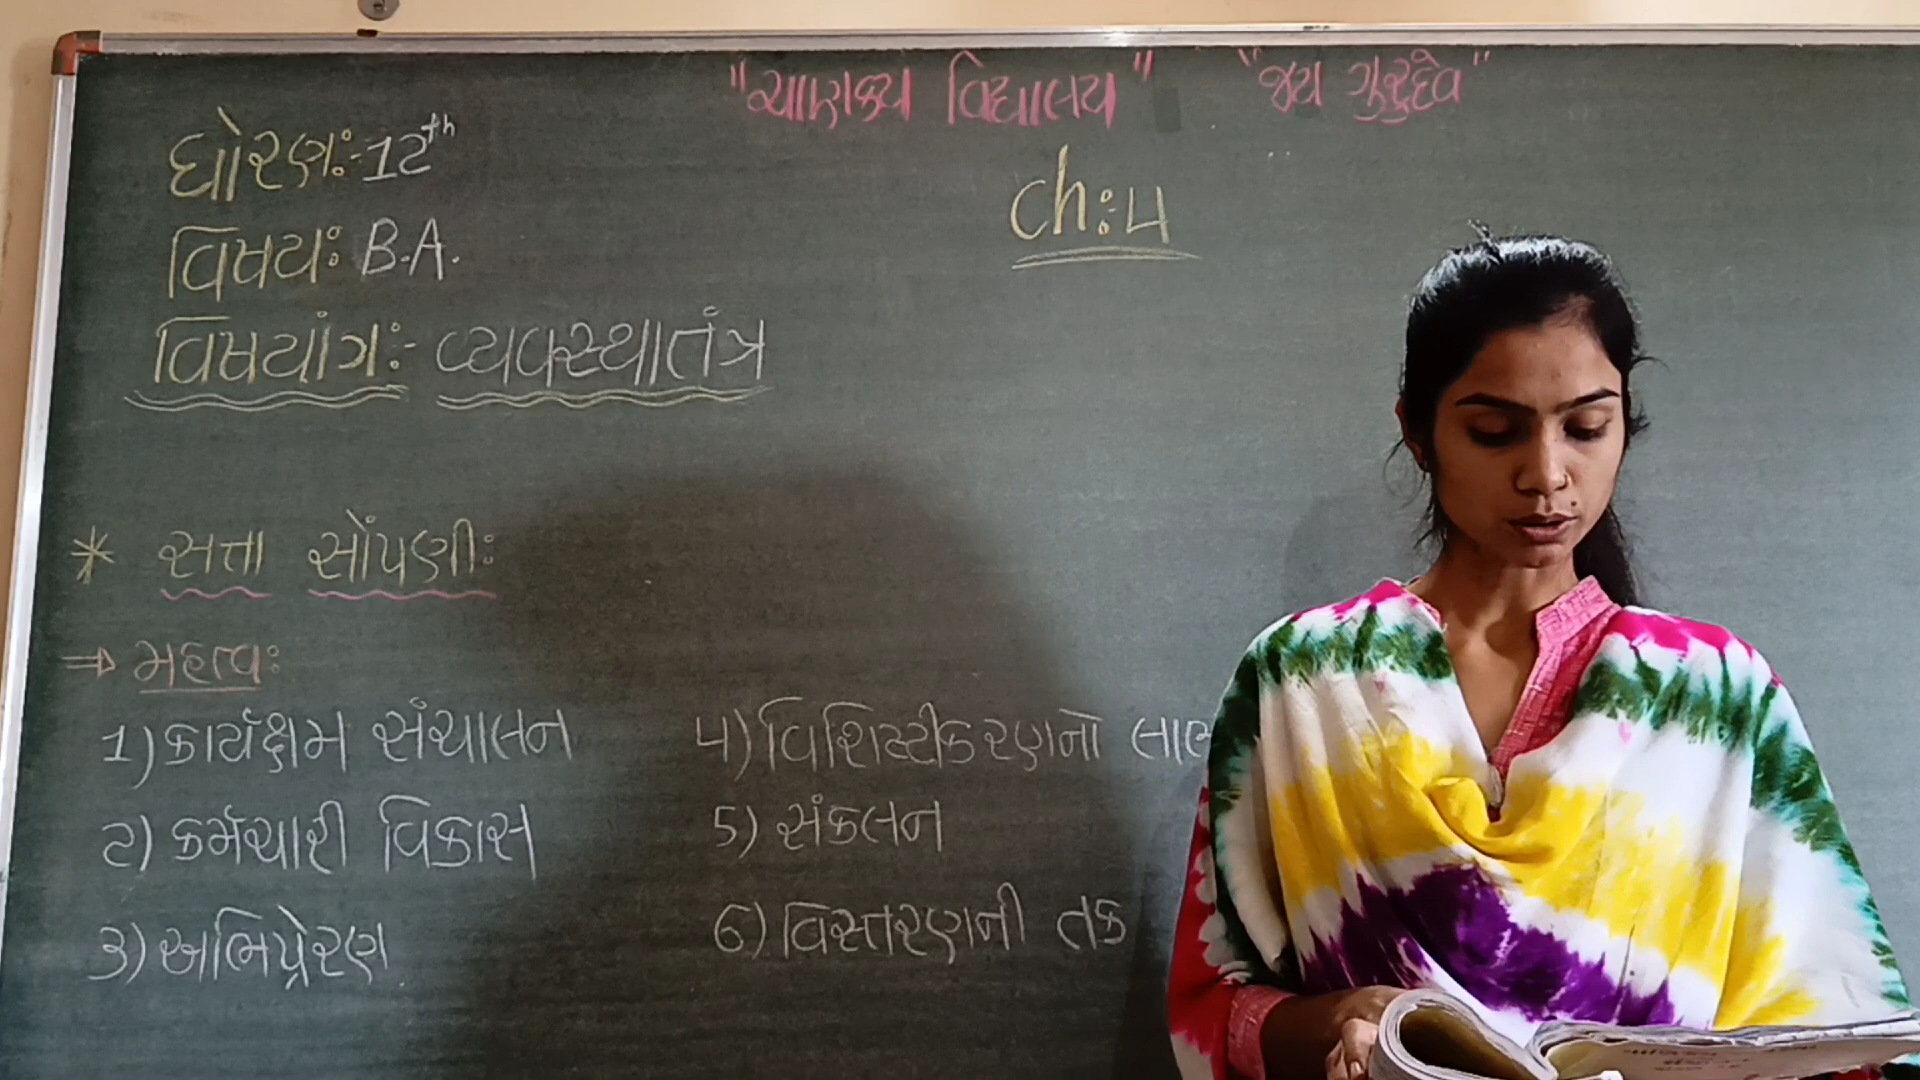 "ચાણક્ય વિદ્યાલય" "જય ગુરુદેવ"
ધોરણઃ-12th
Ch:-4
વિષયઃ B.A.
વિષયાંગઃ- વ્યવસ્થાતંત્ર
* સત્તા સોંપણીઃ
⇒ મહત્વઃ
1) કાર્યક્ષમ સંચાલન
2) કર્મચારી વિકાસ
3) અભિપ્રેરણ
4) વિશિષ્ટીકરણનો
5) સંકલન
6) વિસ્તરણની તક